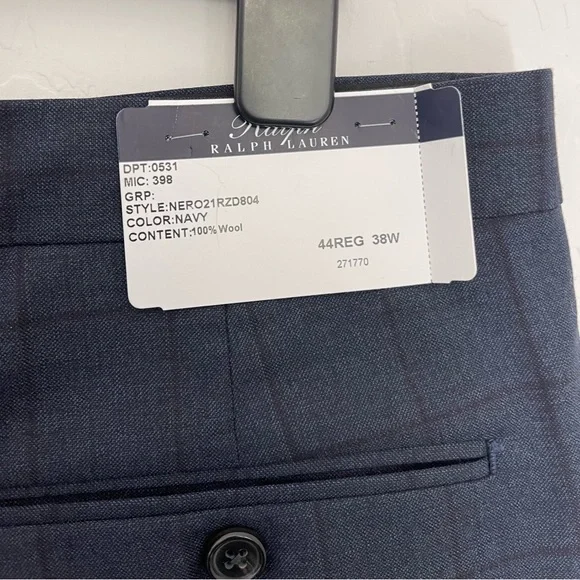 Ralph
RALPH LAUREN
DPT:0531
MIC: 398
GRP:
STYLE:NERO21RZD804
COLOR:NAVY
CONTENT:100% Wool
44REG 38W
271770